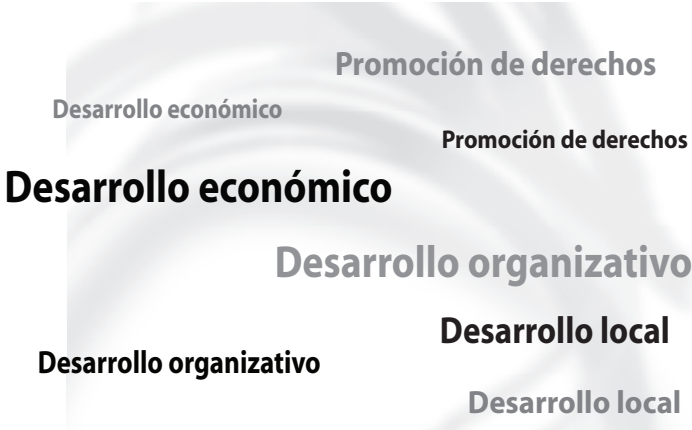 Promoción de derechos
Desarrollo económico
Promoción de derechos
Desarrollo económico
Desarrollo organizativo
Desarrollo local
Desarrollo organizativo
Desarrollo local